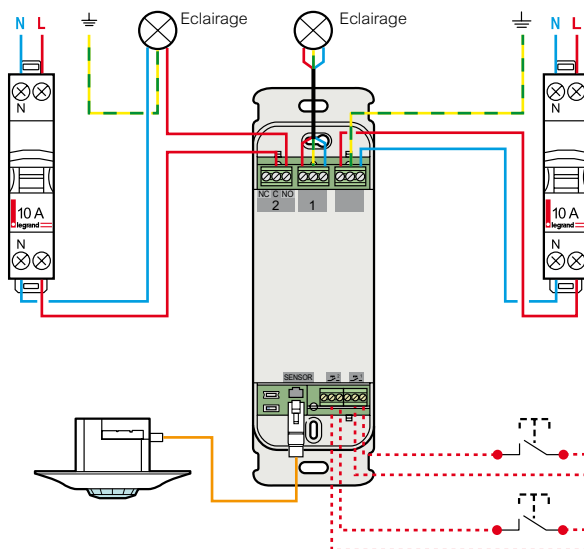 N L
Eclairage
Eclairage
N L
N
10 A
legrand
N
NC C NO
2
1
SENSOR
N
10 A
legrand
N